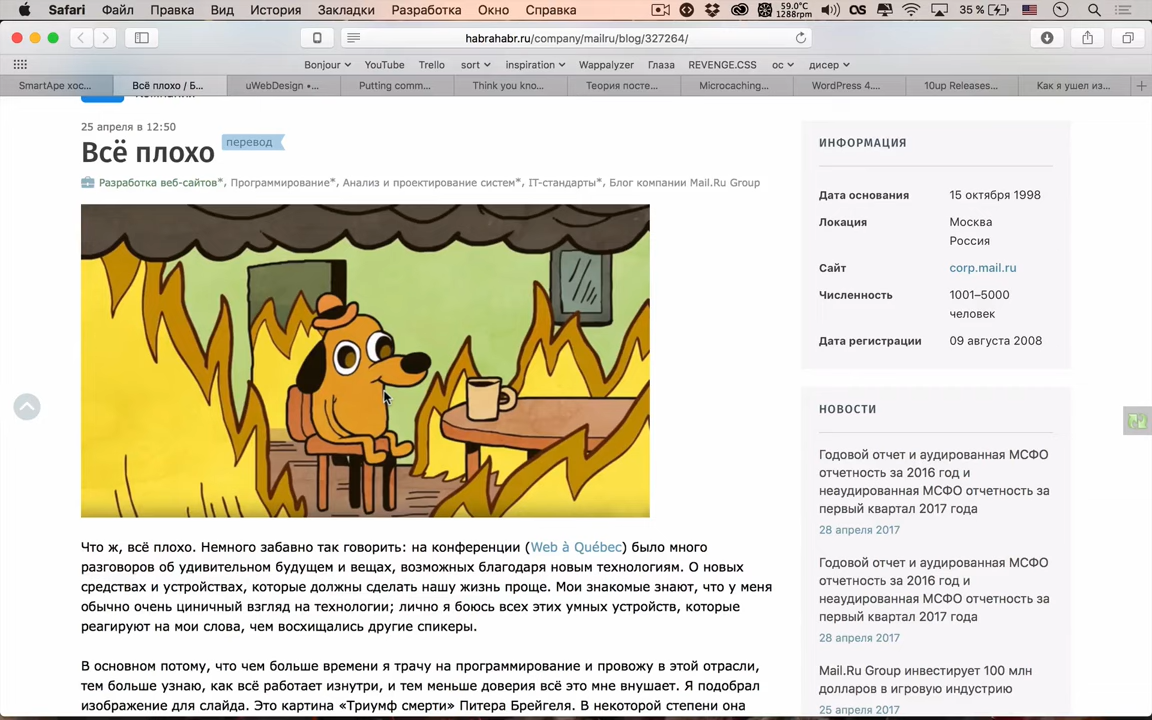 Safari Файл Правка Вид История Закладки Разработка Окно Справка 59.0°C 1288rpm 35 %
habrahabr.ru/company/mailru/blog/327264/
Bonjour YouTube Trello sort inspiration Wappalyzer Глаза REVENGE.CSS ос дисер
SmartApe хос... Всё плохо / Б... uWebDesign •... Putting comm... Think you kno... Теория посте... Microcaching... WordPress 4.... 10up Releases... Как я ушел из...
25 апреля в 12:50
Всё плохо перевод
Разработка веб-сайтов*, Программирование*, Анализ и проектирование систем*, IT-стандарты*, Блог компании Mail.Ru Group
Что ж, всё плохо. Немного забавно так говорить: на конференции (Web à Québec) было много
разговоров об удивительном будущем и вещах, возможных благодаря новым технологиям. О новых
средствах и устройствах, которые должны сделать нашу жизнь проще. Мои знакомые знают, что у меня
обычно очень циничный взгляд на технологии; лично я боюсь всех этих умных устройств, которые
реагируют на мои слова, чем восхищались другие спикеры.
В основном потому, что чем больше времени я трачу на программирование и провожу в этой отрасли,
тем больше узнаю, как всё работает изнутри, и тем меньше доверия всё это мне внушает. Я подобрал
изображение для слайда. Это картина «Триумф смерти» Питера Брейгеля. В некоторой степени она
ИНФОРМАЦИЯ
Дата основания 15 октября 1998
Локация Москва
Россия
Сайт corp.mail.ru
Численность 1001–5000
человек
Дата регистрации 09 августа 2008
НОВОСТИ
Годовой отчет и аудированная МСФО
отчетность за 2016 год и
неаудированная МСФО отчетность за
первый квартал 2017 года
28 апреля 2017
Годовой отчет и аудированная МСФО
отчетность за 2016 год и
неаудированная МСФО отчетность за
первый квартал 2017 года
28 апреля 2017
Mail.Ru Group инвестирует 100 млн
долларов в игровую индустрию
25 апреля 2017